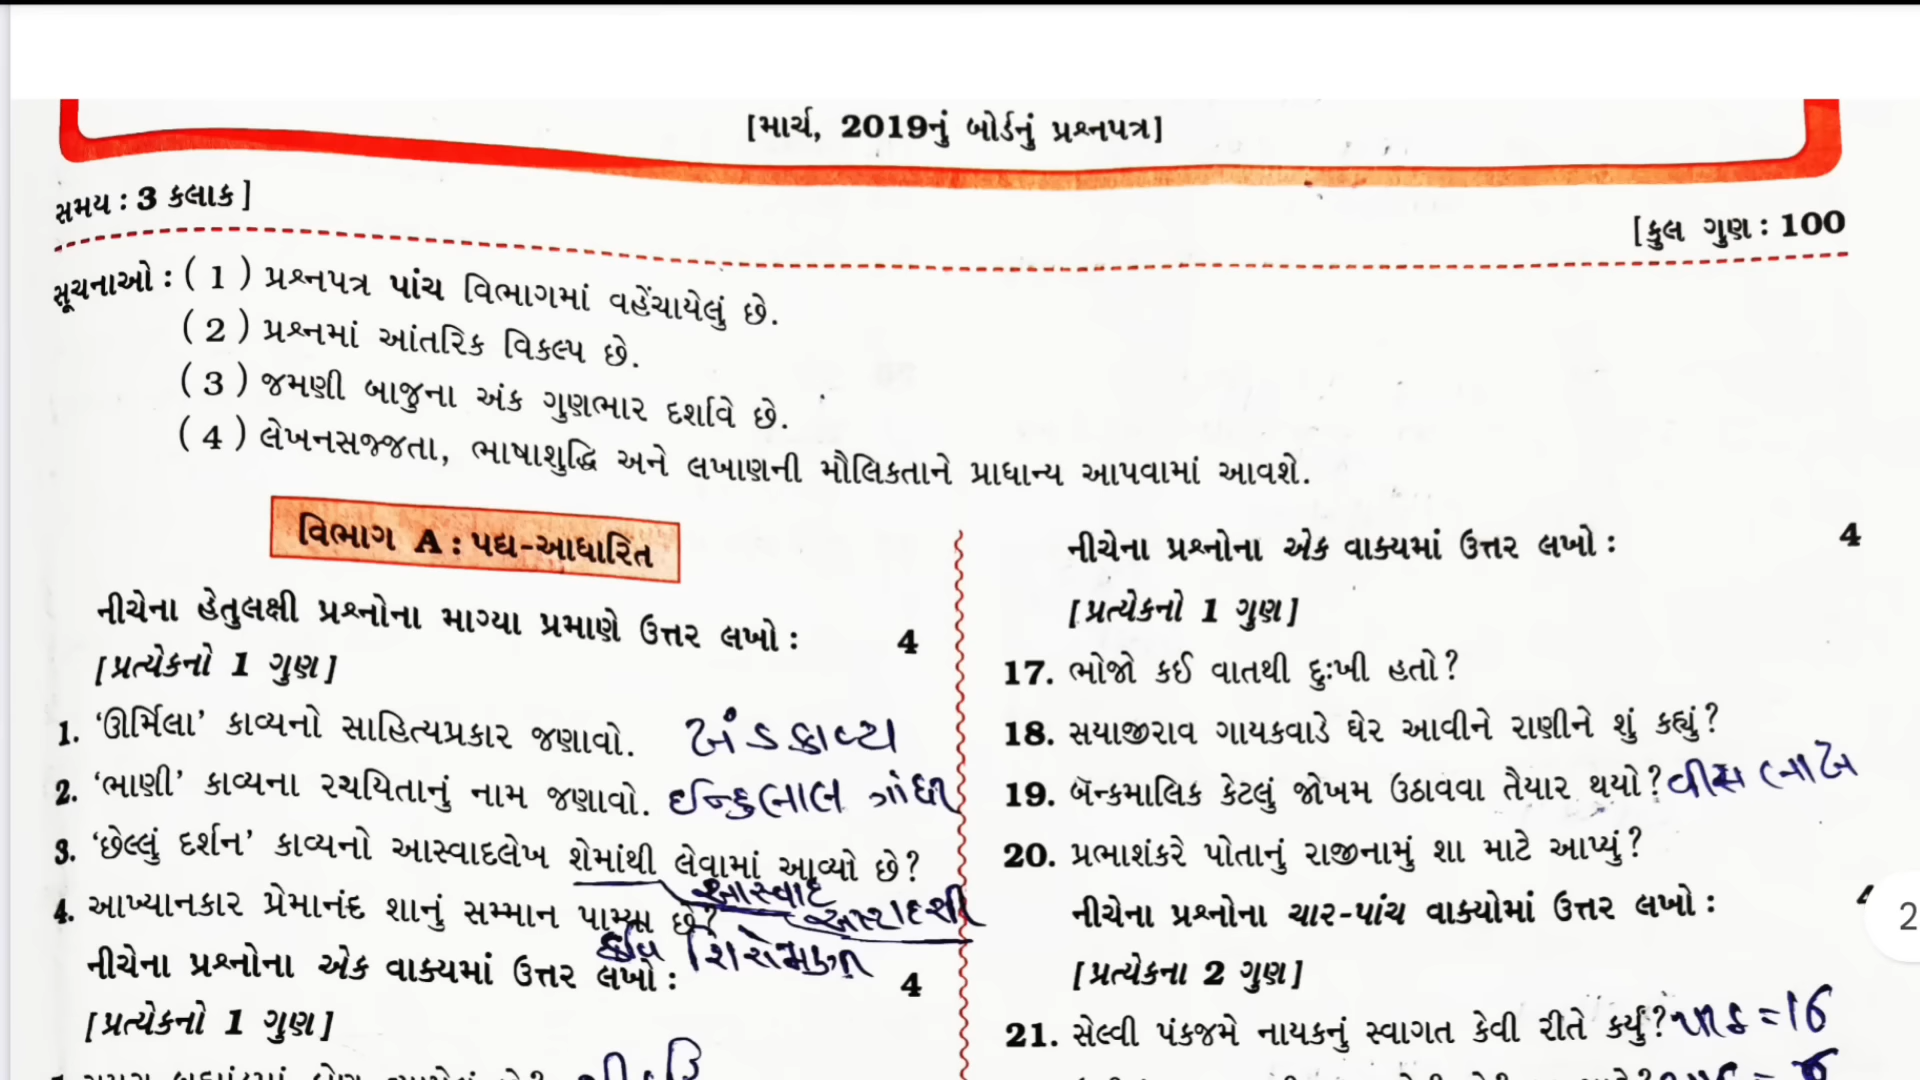 [માર્ચ, 2019નું બોર્ડનું પ્રશ્નપત્ર]
સમય : 3 કલાક]
[કુલ ગુણ : 100
સૂચનાઓ : ( 1 ) પ્રશ્નપત્ર પાંચ વિભાગમાં વહેંચાયેલું છે.
( 2 ) પ્રશ્નમાં આંતરિક વિકલ્પ છે.
( 3 ) જમણી બાજુના અંક ગુણભાર દર્શાવે છે.
( 4 ) લેખનસજ્જતા, ભાષાશુદ્ધિ અને લખાણની મૌલિકતાને પ્રાધાન્ય આપવામાં આવશે.
વિભાગ A : પદ્ય-આધારિત
નીચેના હેતુલક્ષી પ્રશ્નોના માગ્યા પ્રમાણે ઉત્તર લખો : 4
[પ્રત્યેકનો 1 ગુણ]
1. ‘ઊર્મિલા’ કાવ્યનો સાહિત્યપ્રકાર જણાવો. ખંડકાવ્ય
2. ‘ભાણી’ કાવ્યના રચયિતાનું નામ જણાવો. ઈન્દુલાલ ગાંધી
3. ‘છેલ્લું દર્શન’ કાવ્યનો આસ્વાદલેખ શેમાંથી લેવામાં આવ્યો છે?
આસ્વાદ
4. આખ્યાનકાર પ્રેમાનંદ શાનું સમ્માન પામ્યા છે?
કવિ શિરોમણી
નીચેના પ્રશ્નોના એક વાક્યમાં ઉત્તર લખો : 4
[પ્રત્યેકનો 1 ગુણ]
નીચેના પ્રશ્નોના એક વાક્યમાં ઉત્તર લખો : 4
[પ્રત્યેકનો 1 ગુણ]
17. ભોજો કઈ વાતથી દુઃખી હતો?
18. સયાજીરાવ ગાયકવાડે ઘેર આવીને રાણીને શું કહ્યું?
19. બૅન્કમાલિક કેટલું જોખમ ઉઠાવવા તૈયાર થયો? વીસ લાખ
20. પ્રભાશંકરે પોતાનું રાજીનામું શા માટે આપ્યું?
નીચેના પ્રશ્નોના ચાર-પાંચ વાક્યોમાં ઉત્તર લખો :
[પ્રત્યેકના 2 ગુણ]
2
21. સેલ્વી પંકજમે નાયકનું સ્વાગત કેવી રીતે કર્યું? પાઠ = 16